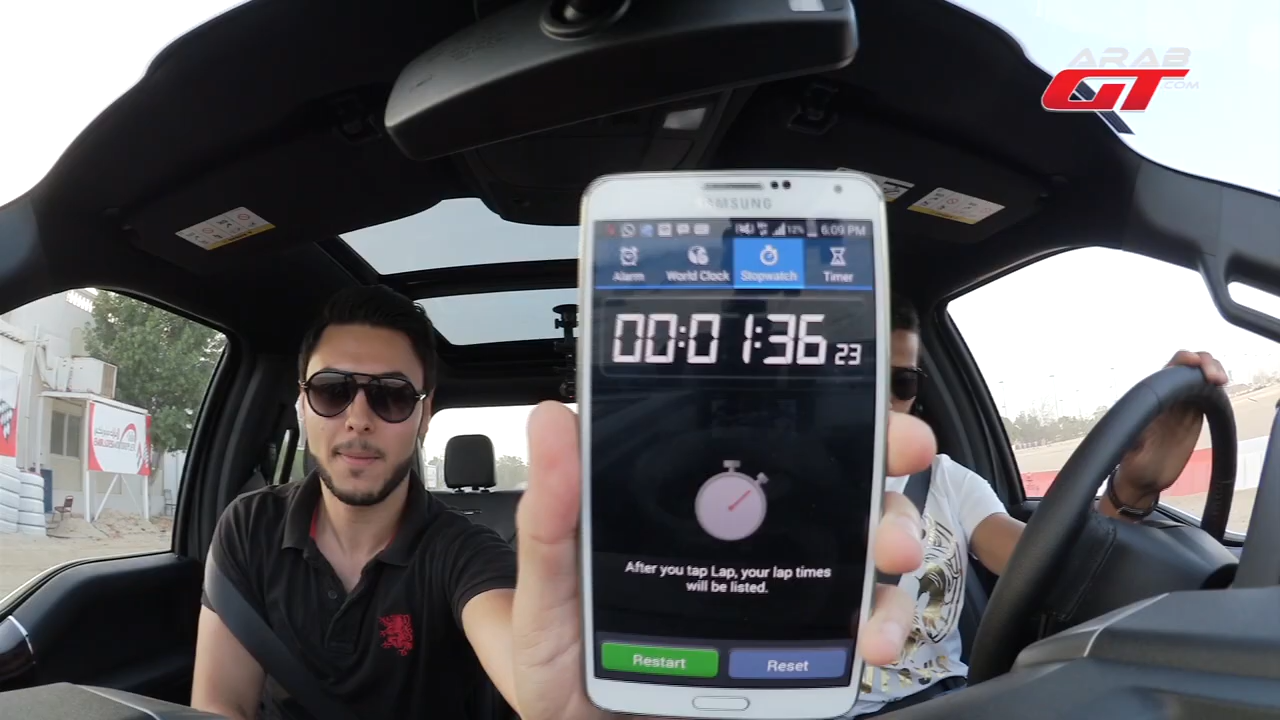 ARAB
GT
.COM
SAMSUNG
12% 6:09 PM
Alarm World Clock Stopwatch Timer
00:01:36 23
After you tap Lap, your lap times
will be listed.
Restart Reset